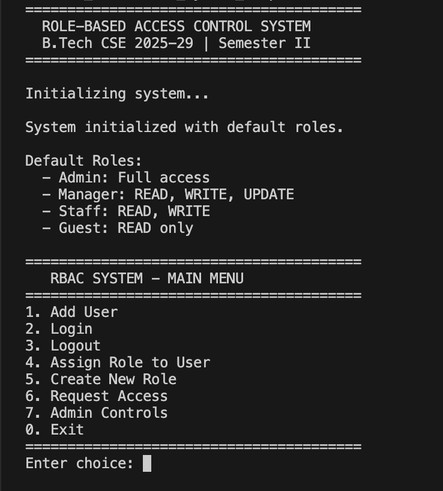 ========================================
ROLE-BASED ACCESS CONTROL SYSTEM
B.Tech CSE 2025-29 | Semester II
========================================
Initializing system...
System initialized with default roles.
Default Roles:
- Admin: Full access
- Manager: READ, WRITE, UPDATE
- Staff: READ, WRITE
- Guest: READ only
========================================
RBAC SYSTEM - MAIN MENU
========================================
1. Add User
2. Login
3. Logout
4. Assign Role to User
5. Create New Role
6. Request Access
7. Admin Controls
0. Exit
========================================
Enter choice: